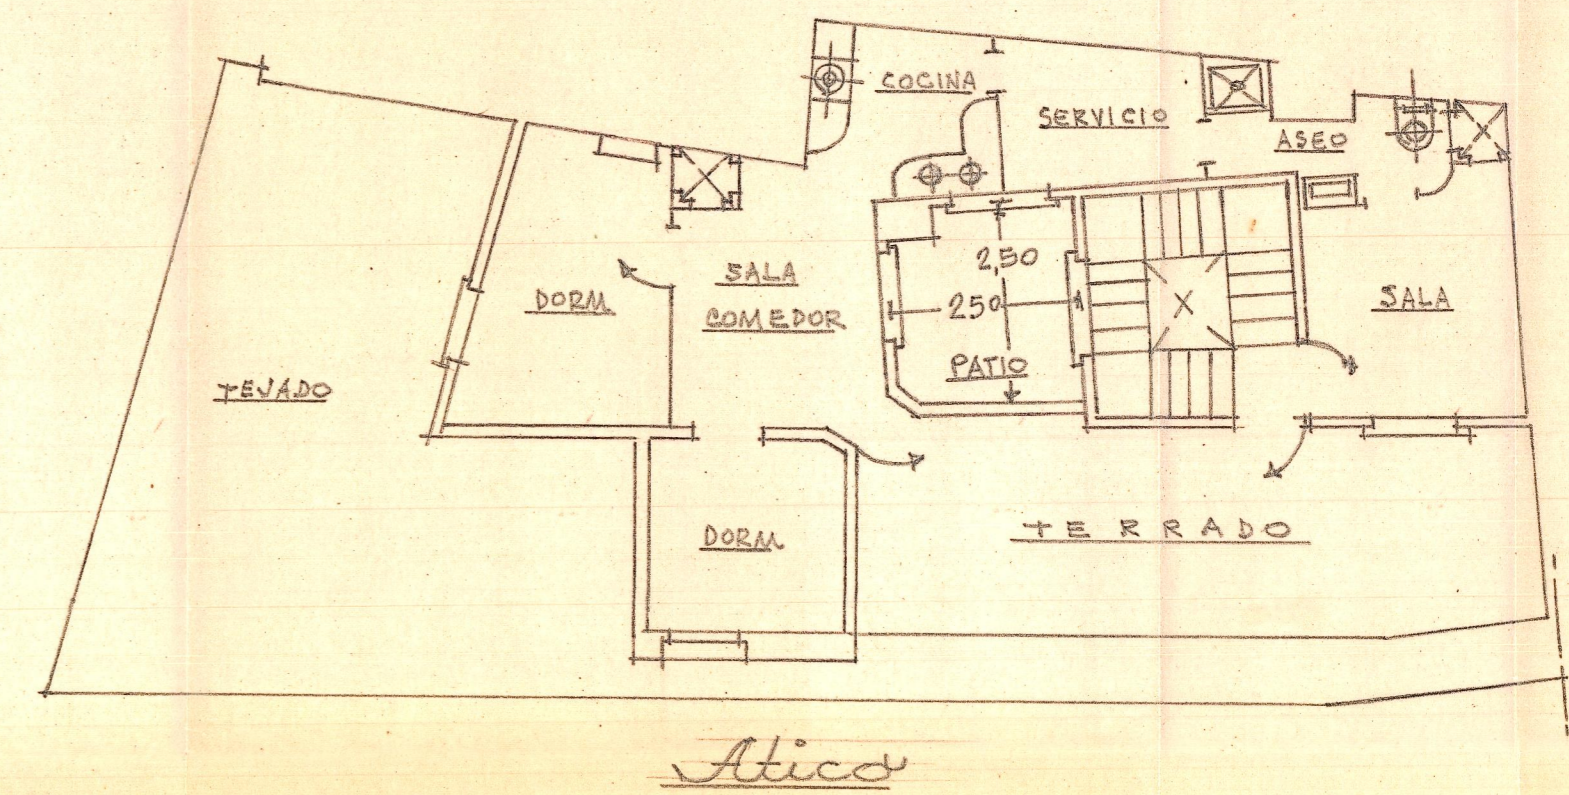 COCINA
SERVICIO
ASEO
2,50
SALA
COMEDOR
DORM
250
SALA
PATIO
TEJADO
DORM
TERRADO
Atico